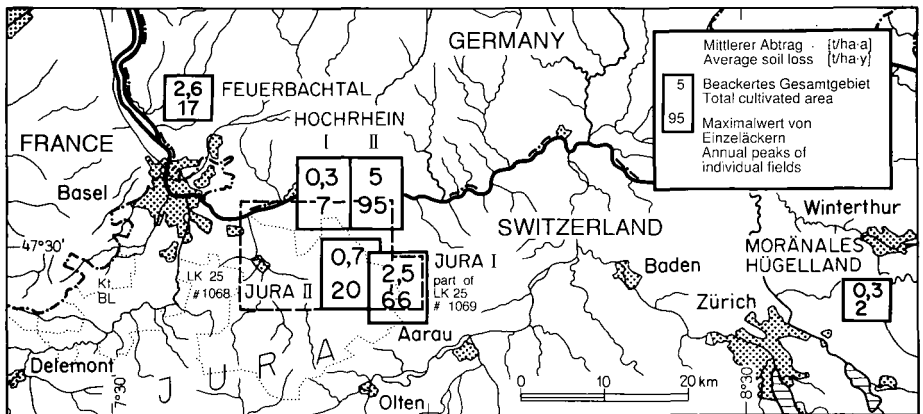 GERMANY
Mittlerer Abtrag · [t/ha·a]
Average soil loss [t/ha·y]
5 Beackertes Gesamtgebiet
Total cultivated area
95 Maximalwert von
Einzeläckern
Annual peaks of
individual fields
2,6
17
FEUERBACHTAL
HOCHRHEIN
I II
FRANCE
0,3 5
7 95
Basel
SWITZERLAND
Winterthur
47°30'
MORÄNALES
HÜGELLAND
Kt
BL
LK 25
#1068
JURA II
0,7
20
2,5
66
JURA I
part of
LK 25
# 1069
Baden
0,3
2
Zürich
Aarau
Delemont
JURA
7°30'
Olten
0 10 20 km
8°30'